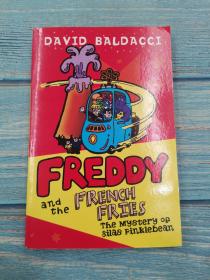 DAVID BALDACCI
FREDDY
and the FRENCH FRIES
The Mystery of
Silas Finklebean